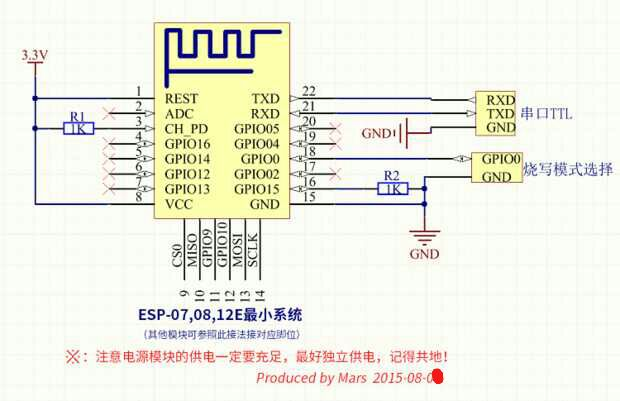 3.3V
1 REST TXD 22 RXD
2 ADC RXD 21 TXD 串口TTL
R1 1K 3 CH_PD GPIO05 20 GND GND
4 GPIO16 GPIO04 19
5 GPIO14 GPIO0 18 GPIO0 烧写模式选择
6 GPIO12 GPIO02 17 GND
7 GPIO13 GPIO15 16 R2 1K
8 VCC GND 15
GND
CS0 MISO GPIO9 GPIO10 MOSI SCLK
9 10 11 12 13 14
ESP-07,08,12E最小系统
(其他模块可参照此接法接对应脚位)
※：注意电源模块的供电一定要充足，最好独立供电，记得共地！
Produced by Mars 2015-08-0